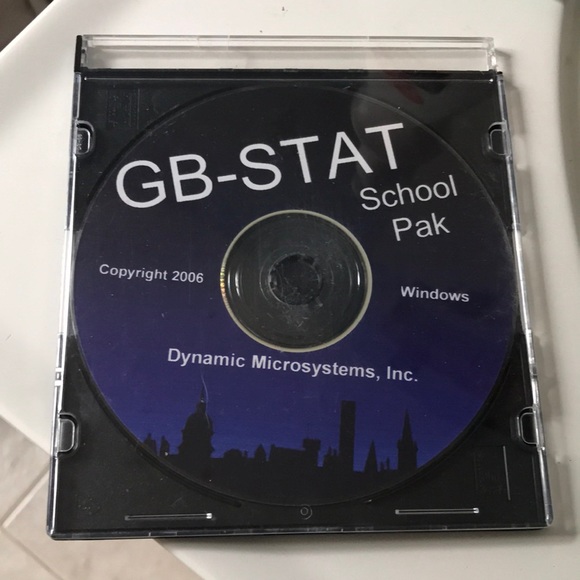 GB-STAT
School
Pak
Copyright 2006
Windows
Dynamic Microsystems, Inc.